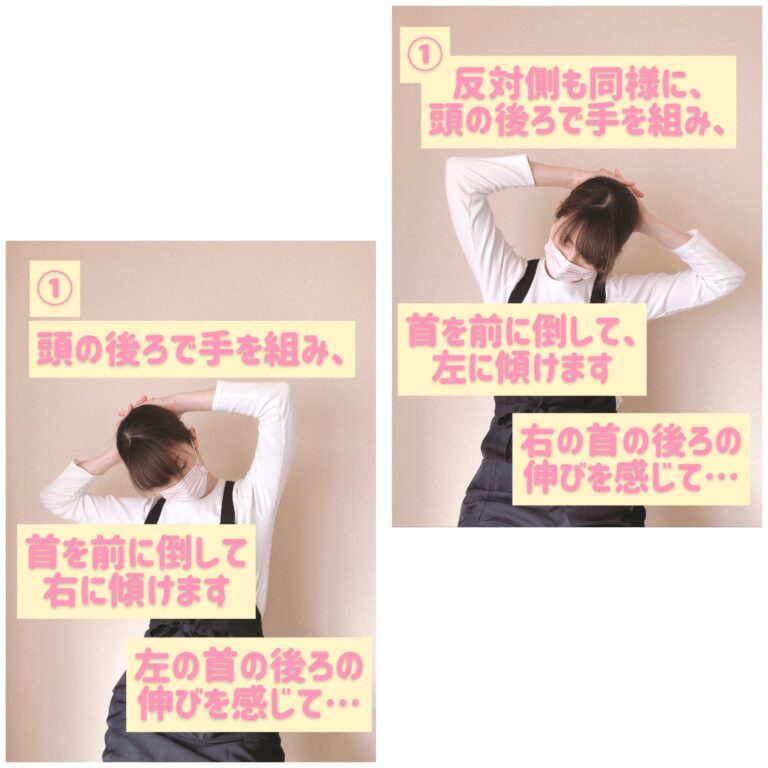 ①
頭の後ろで手を組み、
首を前に倒して
右に傾けます
左の首の後ろの
伸びを感じて…
①
反対側も同様に、
頭の後ろで手を組み、
首を前に倒して、
左に傾けます
右の首の後ろの
伸びを感じて…